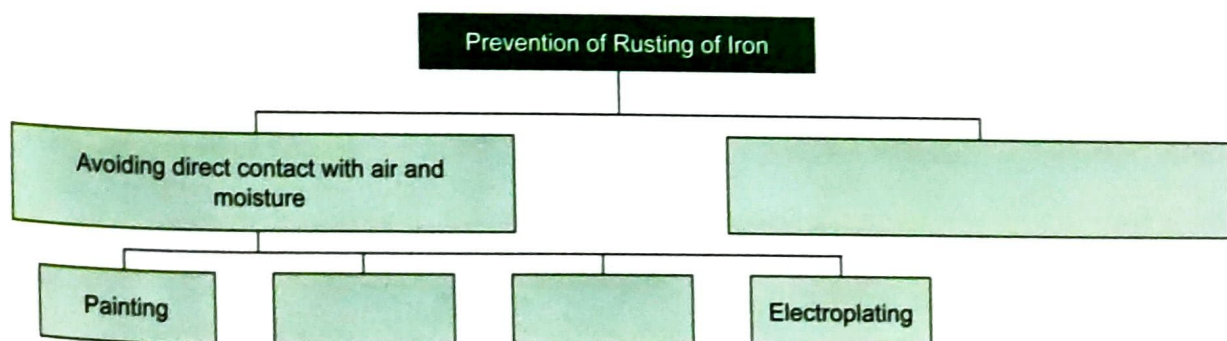 Prevention of Rusting of Iron
Avoiding direct contact with air and
moisture
Painting
Electroplating